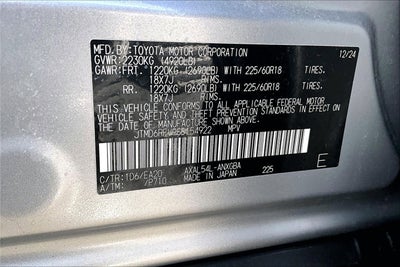 MFD.BY:TOYOTA MOTOR CORPORATION 12/24
GVWR:2230KG (4920LB)
GAWR:FRT. 1220KG (2690LB) WITH 225/60R18 TIRES.
18X7J RIMS.
RR. 1220KG (2690LB) WITH 225/60R18 TIRES.
18X7J RIMS.
THIS VEHICLE CONFORMS TO ALL APPLICABLE FEDERAL MOTOR
VEHICLE SAFETY AND THEFT PREVENTION STANDARDS IN EFFECT
ON THE DATE OF MANUFACTURE SHOWN ABOVE.
MPV
C/TR:1D6/EA20 AXAL54L-ANXGBA 225 E
A/TM: /P710 MADE IN JAPAN